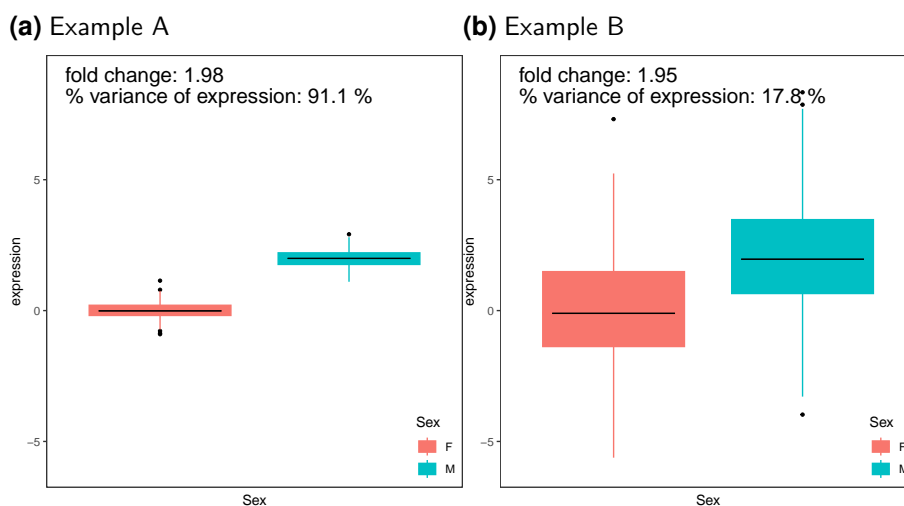 (a) Example A
fold change: 1.98
% variance of expression: 91.1 %
5
0
−5
expression
Sex
F
M
Sex
(b) Example B
fold change: 1.95
% variance of expression: 17.8 %
5
0
−5
expression
Sex
F
M
Sex